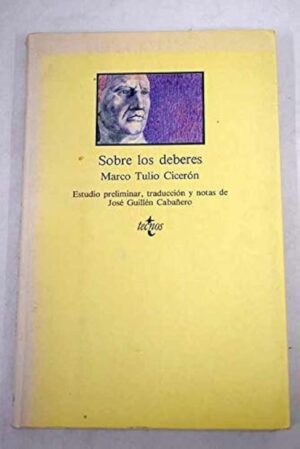 Sobre los deberes
Marco Tulio Cicerón
Estudio preliminar, traducción y notas de
José Guillén Cabañero
tecnos